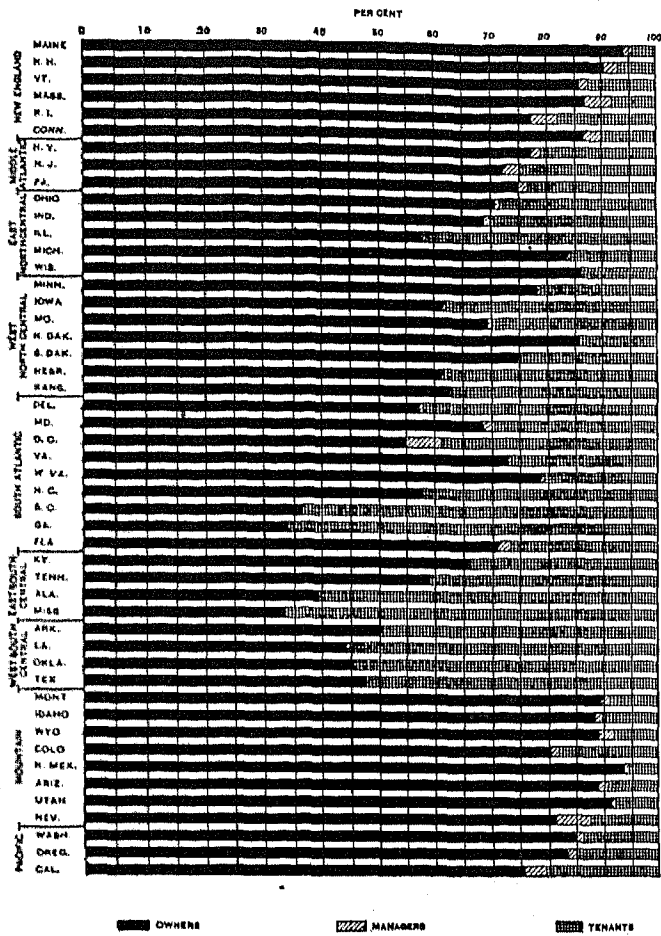 PER CENT
0 10 20 30 40 50 60 70 80 90 100
NEW ENGLAND
MAINE
N. H.
VT.
MASS.
R. I.
CONN.
MIDDLE ATLANTIC
N. Y.
N. J.
PA.
EAST NORTH CENTRAL
OHIO
IND.
ILL.
MICH.
WIS.
WEST NORTH CENTRAL
MINN.
IOWA
MO.
N. DAK.
S. DAK.
NEBR.
KANS.
SOUTH ATLANTIC
DEL.
MD.
D. C.
VA.
W. VA.
N. C.
S. C.
GA.
FLA
EAST SOUTH CENTRAL
KY.
TENN.
ALA.
MISS
WEST SOUTH CENTRAL
ARK.
LA.
OKLA.
TEX
MOUNTAIN
MONT
IDAHO
WYO
COLO
N. MEX.
ARIZ.
UTAH
NEV.
PACIFIC
WASH
OREG.
CAL.
OWNERS MANAGERS TENANTS